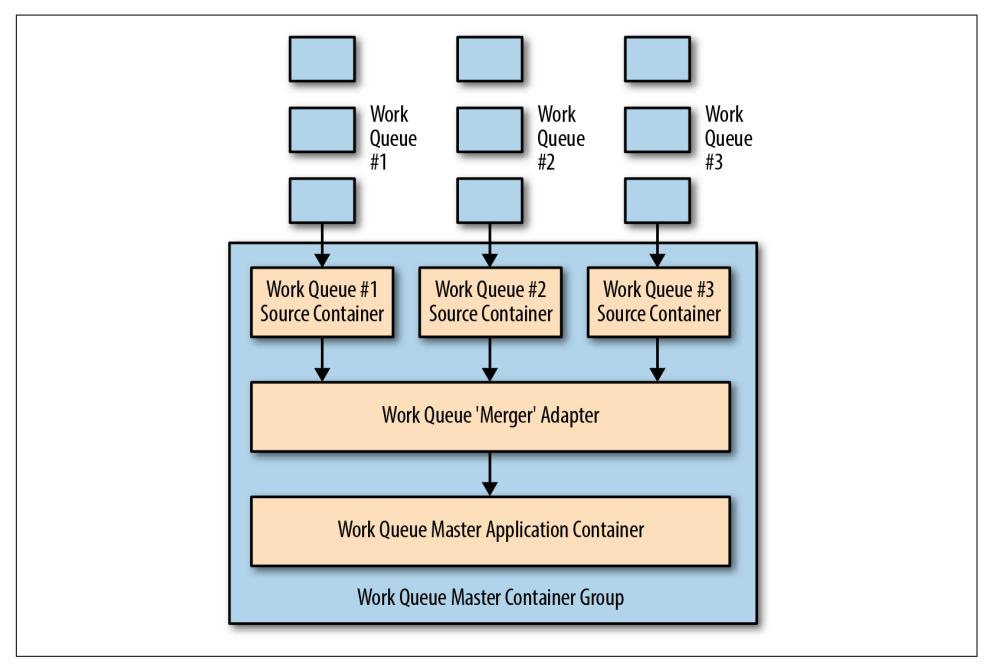 Work
Queue
#1
Work
Queue
#2
Work
Queue
#3
Work Queue #1
Source Container
Work Queue #2
Source Container
Work Queue #3
Source Container
Work Queue 'Merger' Adapter
Work Queue Master Application Container
Work Queue Master Container Group